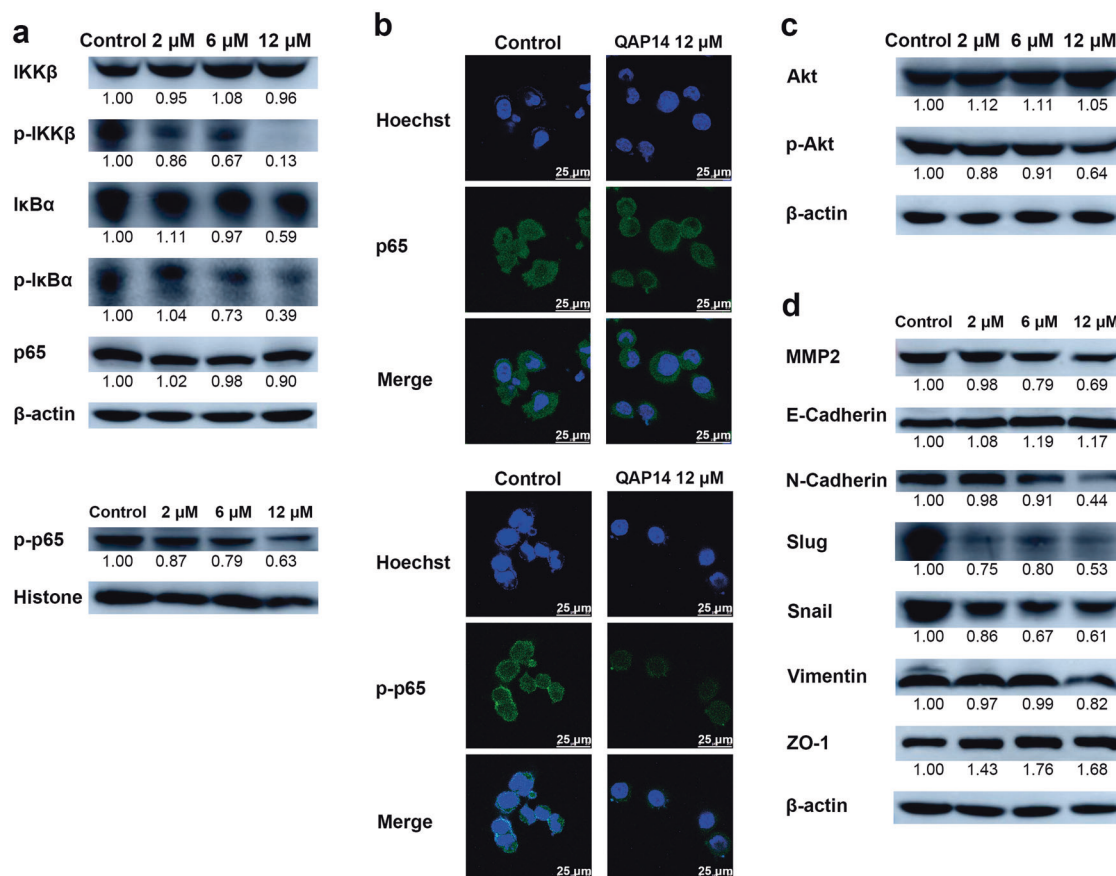 a
Control 2 μM 6 μM 12 μM
IKKβ
1.00 0.95 1.08 0.96
p-IKKβ
1.00 0.86 0.67 0.13
IκBα
1.00 1.11 0.97 0.59
p-IκBα
1.00 1.04 0.73 0.39
p65
1.00 1.02 0.98 0.90
β-actin
Control 2 μM 6 μM 12 μM
p-p65
1.00 0.87 0.79 0.63
Histone
b
Control QAP14 12 μM
Hoechst
25 μm 25 μm
p65
25 μm 25 μm
Merge
25 μm 25 μm
Control QAP14 12 μM
Hoechst
25 μm 25 μm
p-p65
25 μm 25 μm
Merge
25 μm 25 μm
c
Control 2 μM 6 μM 12 μM
Akt
1.00 1.12 1.11 1.05
p-Akt
1.00 0.88 0.91 0.64
β-actin
d
Control 2 μM 6 μM 12 μM
MMP2
1.00 0.98 0.79 0.69
E-Cadherin
1.00 1.08 1.19 1.17
N-Cadherin
1.00 0.98 0.91 0.44
Slug
1.00 0.75 0.80 0.53
Snail
1.00 0.86 0.67 0.61
Vimentin
1.00 0.97 0.99 0.82
ZO-1
1.00 1.43 1.76 1.68
β-actin